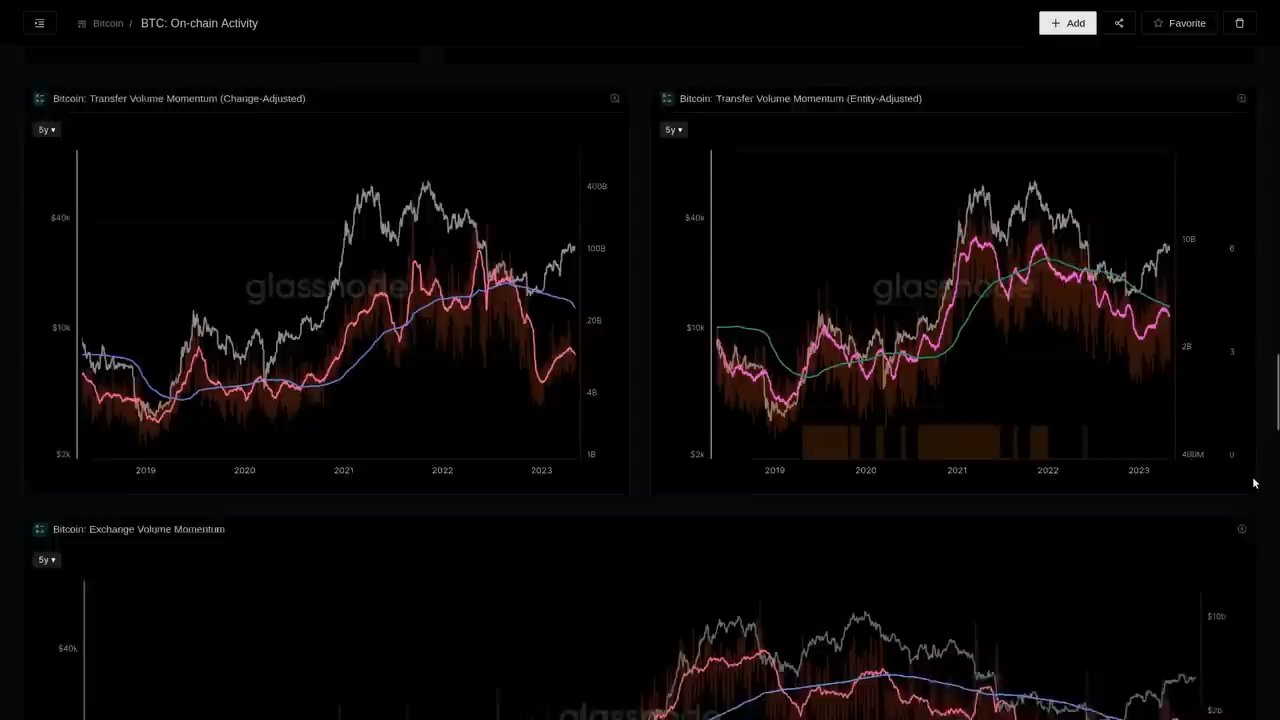 Bitcoin / BTC: On-chain Activity
+ Add
Favorite
Bitcoin: Transfer Volume Momentum (Change-Adjusted)
5y
$40k
$10k
$2k
400B
100B
20B
4B
1B
glassnode
2019 2020 2021 2022 2023
Bitcoin: Transfer Volume Momentum (Entity-Adjusted)
5y
$40k
$10k
$2k
10B
2B
400M
6
3
0
glassnode
2019 2020 2021 2022 2023
Bitcoin: Exchange Volume Momentum
5y
$40k
$10b
$2b
glassnode